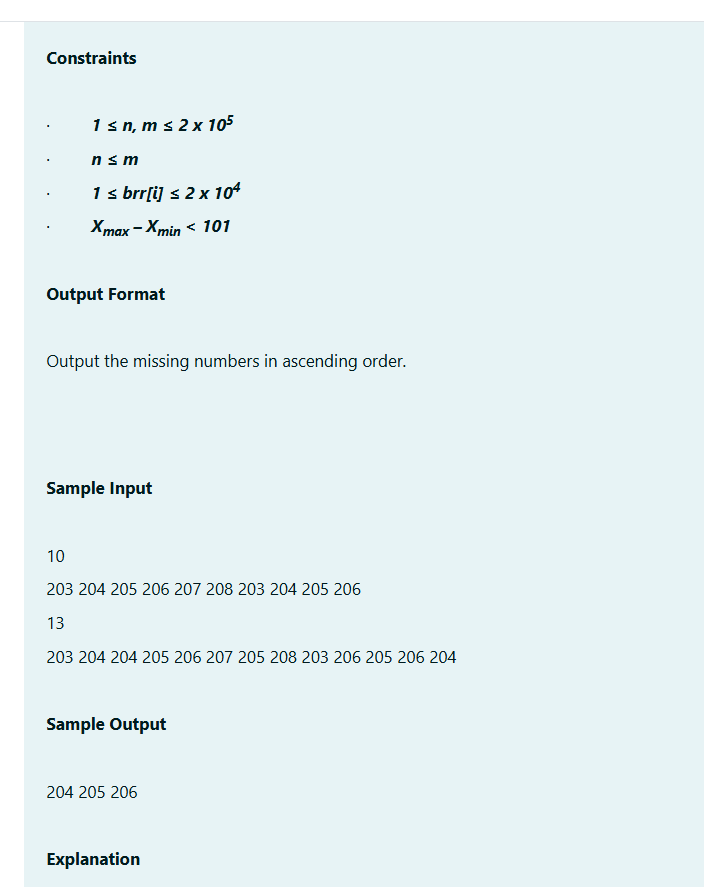 Constraints
· 1 ≤ n, m ≤ 2 x 10⁵
· n ≤ m
· 1 ≤ brr[i] ≤ 2 x 10⁴
· Xmax – Xmin < 101
Output Format
Output the missing numbers in ascending order.
Sample Input
10
203 204 205 206 207 208 203 204 205 206
13
203 204 204 205 206 207 205 208 203 206 205 206 204
Sample Output
204 205 206
Explanation